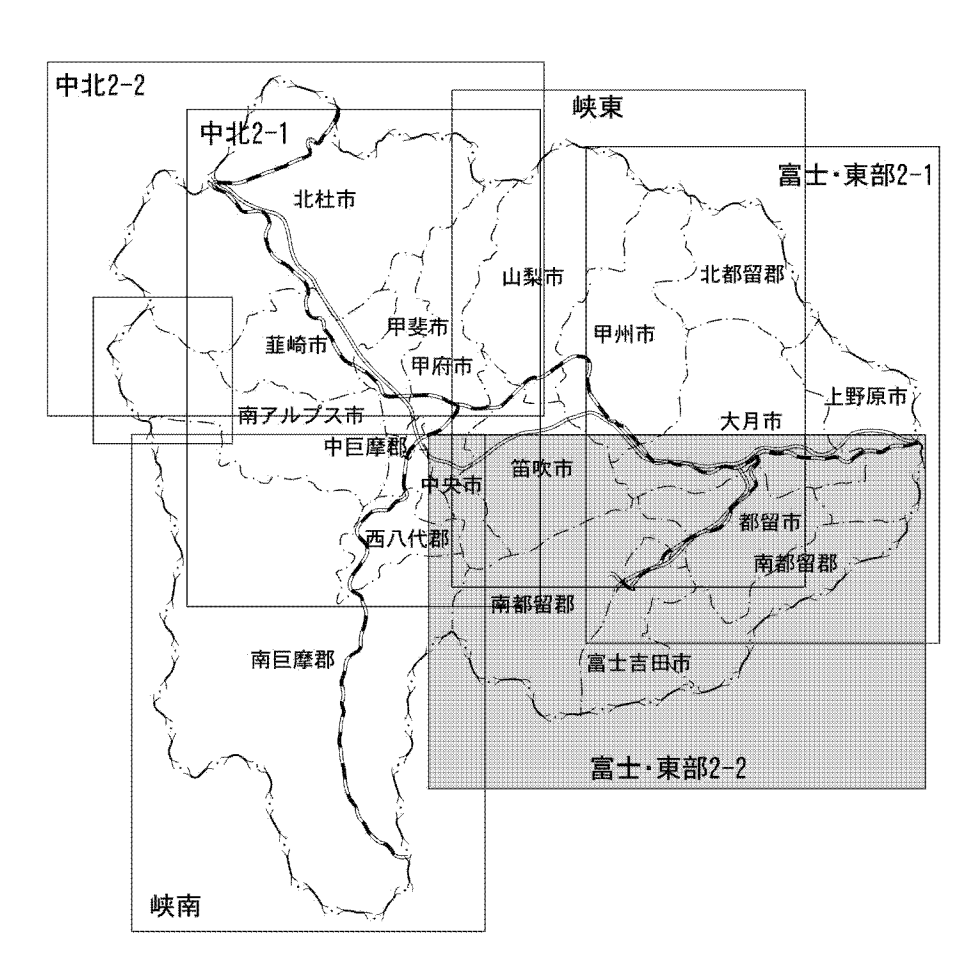 中北2-2
峡東
中北2-1
富士・東部2-1
北杜市
山梨市
北都留郡
韮崎市
甲斐市
甲州市
甲府市
上野原市
南アルプス市
大月市
中巨摩郡
笛吹市
中央市
都留市
西八代郡
南都留郡
南都留郡
南巨摩郡
富士吉田市
富士・東部2-2
峡南